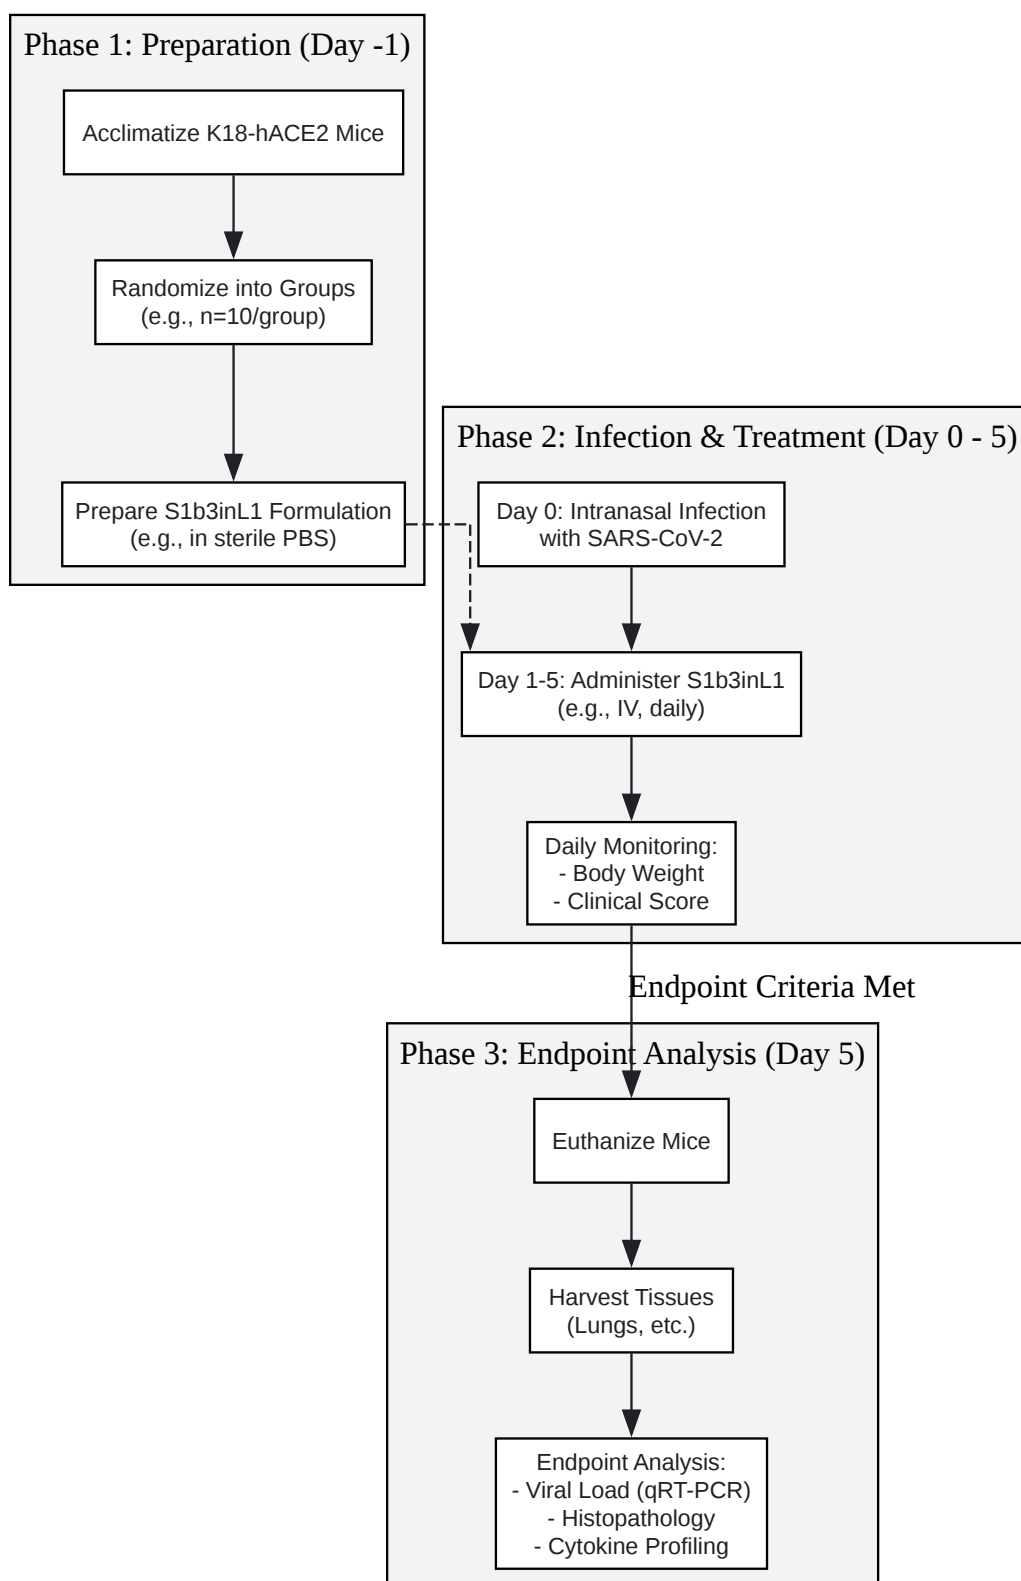 Phase 1: Preparation (Day -1)
Acclimatize K18-hACE2 Mice
Randomize into Groups
(e.g., n=10/group)
Prepare S1b3inL1 Formulation
(e.g., in sterile PBS)
Phase 2: Infection & Treatment (Day 0 - 5)
Day 0: Intranasal Infection
with SARS-CoV-2
Day 1-5: Administer S1b3inL1
(e.g., IV, daily)
Daily Monitoring:
- Body Weight
- Clinical Score
Endpoint Criteria Met
Phase 3: Endpoint Analysis (Day 5)
Euthanize Mice
Harvest Tissues
(Lungs, etc.)
Endpoint Analysis:
- Viral Load (qRT-PCR)
- Histopathology
- Cytokine Profiling